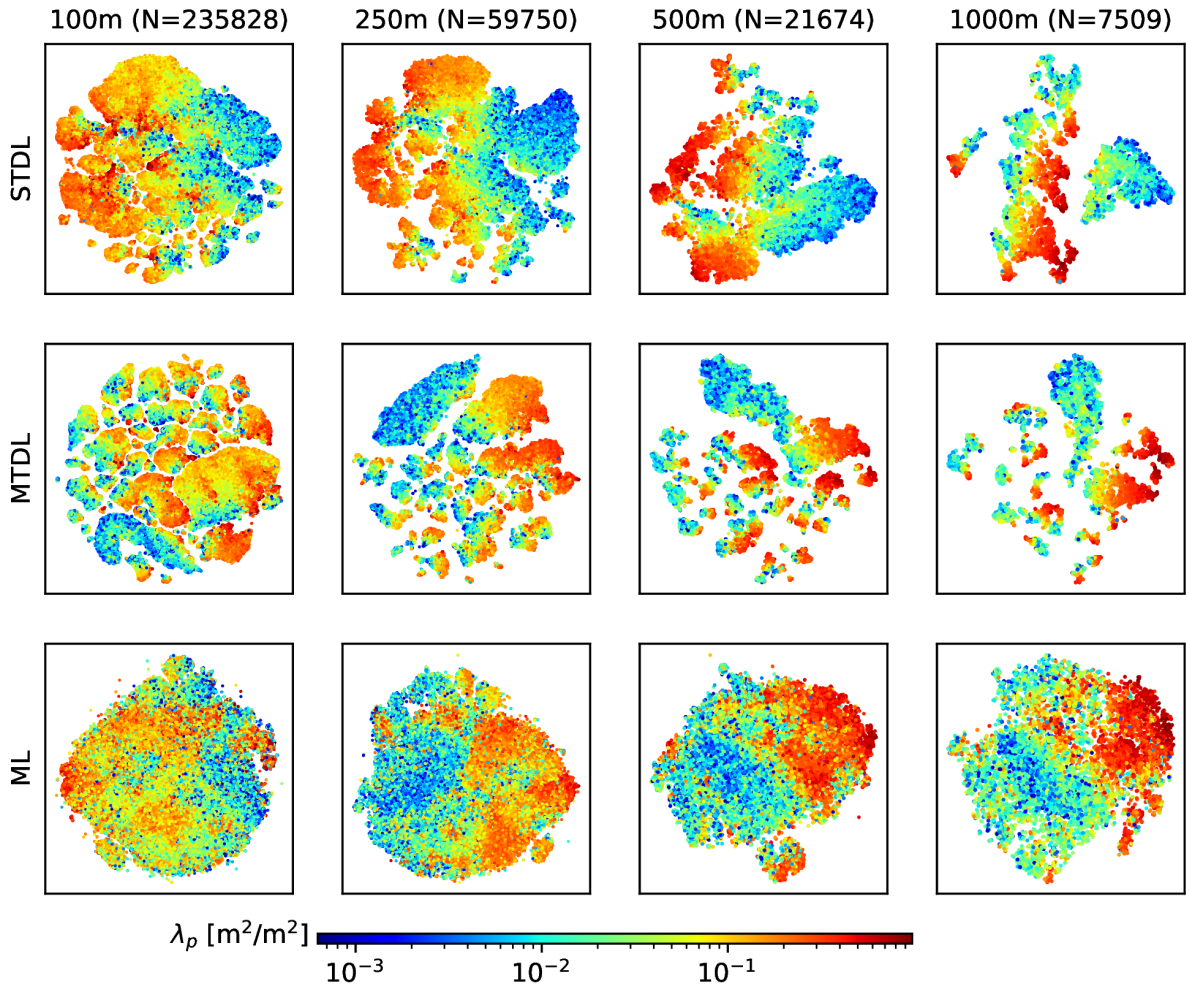 100m (N=235828) 250m (N=59750) 500m (N=21674) 1000m (N=7509)
STDL
MTDL
ML
λₚ [m²/m²]
10⁻³ 10⁻² 10⁻¹